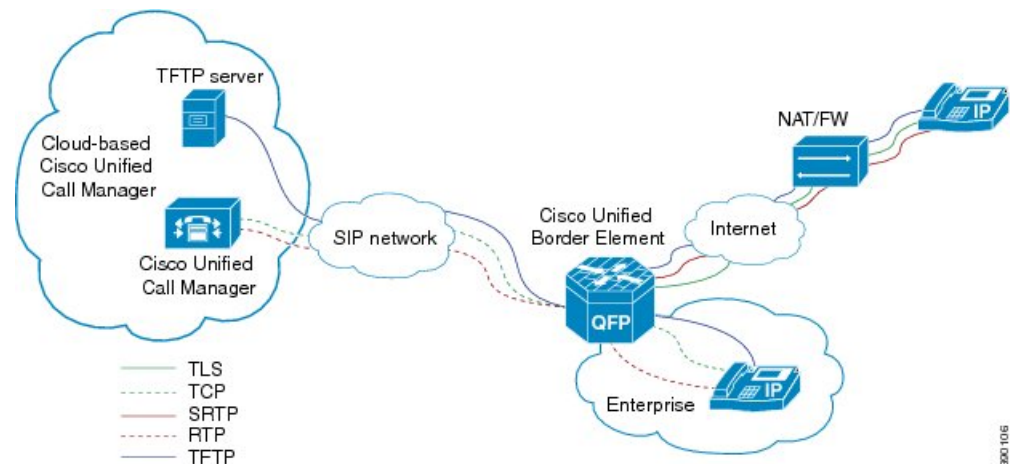 TFTP server
Cloud-based
Cisco Unified
Call Manager
Cisco Unified
Call Manager
SIP network
Cisco Unified
Border Element
QFP
Internet
NAT/FW
IP
Enterprise
IP
TLS
TCP
SRTP
RTP
TFTP
390106